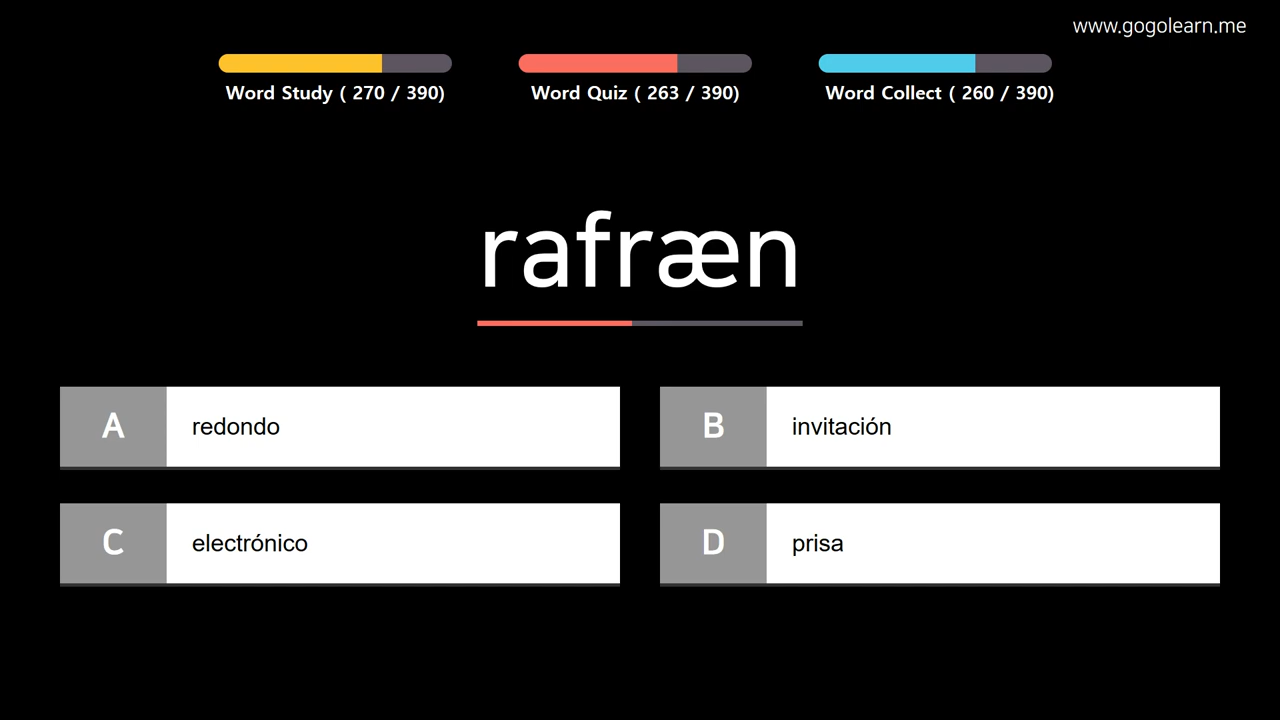 www.gogolearn.me
Word Study ( 270 / 390)
Word Quiz ( 263 / 390)
Word Collect ( 260 / 390)
rafræn
A redondo
B invitación
C electrónico
D prisa